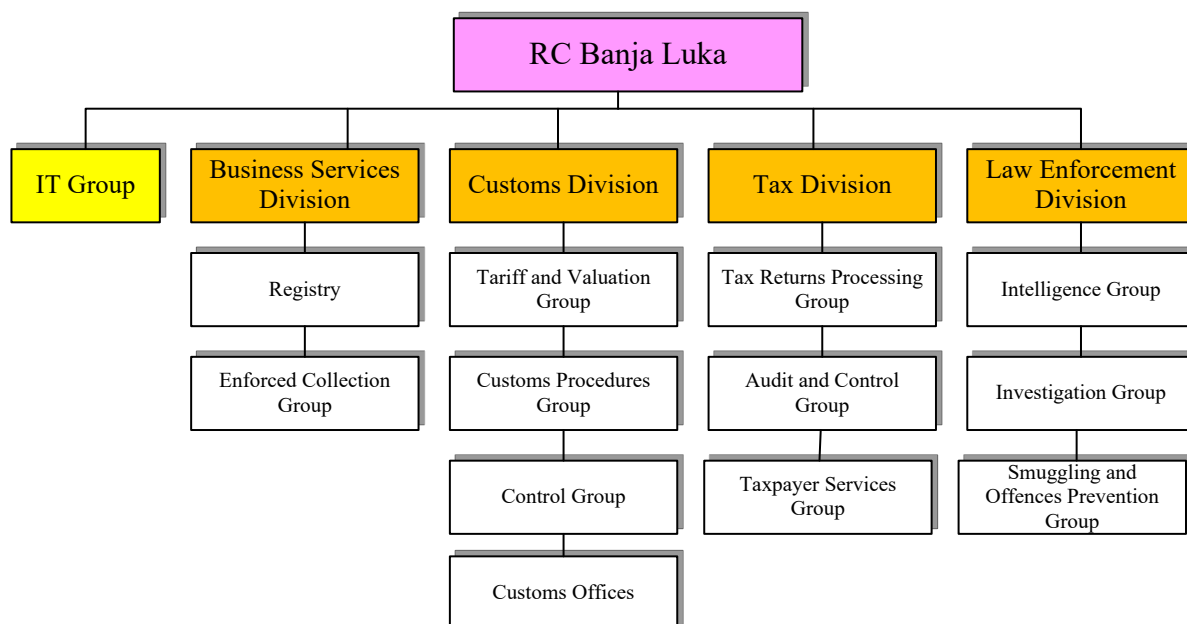 RC Banja Luka
IT Group
Business Services
Division
Customs Division
Tax Division
Law Enforcement
Division
Registry
Tariff and Valuation
Group
Tax Returns Processing
Group
Intelligence Group
Enforced Collection
Group
Customs Procedures
Group
Audit and Control
Group
Investigation Group
Control Group
Taxpayer Services
Group
Smuggling and
Offences Prevention
Group
Customs Offices